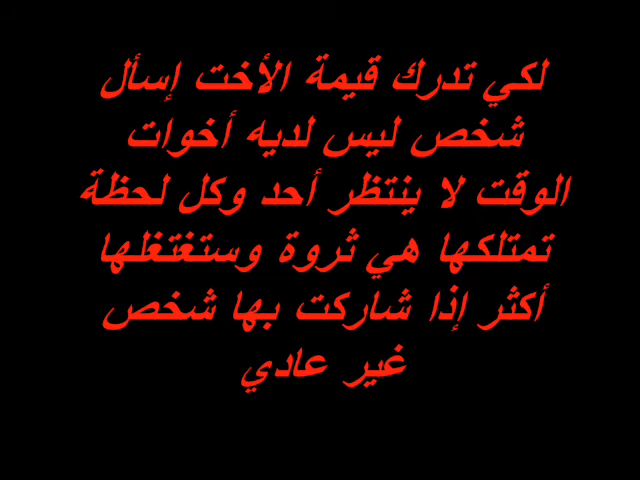 لكي تدرك قيمة الأخت إسأل
شخص ليس لديه أخوات
الوقت لا ينتظر أحد وكل لحظة
تمتلكها هي ثروة وستغتغلها
أكثر إذا شاركت بها شخص
غير عادي